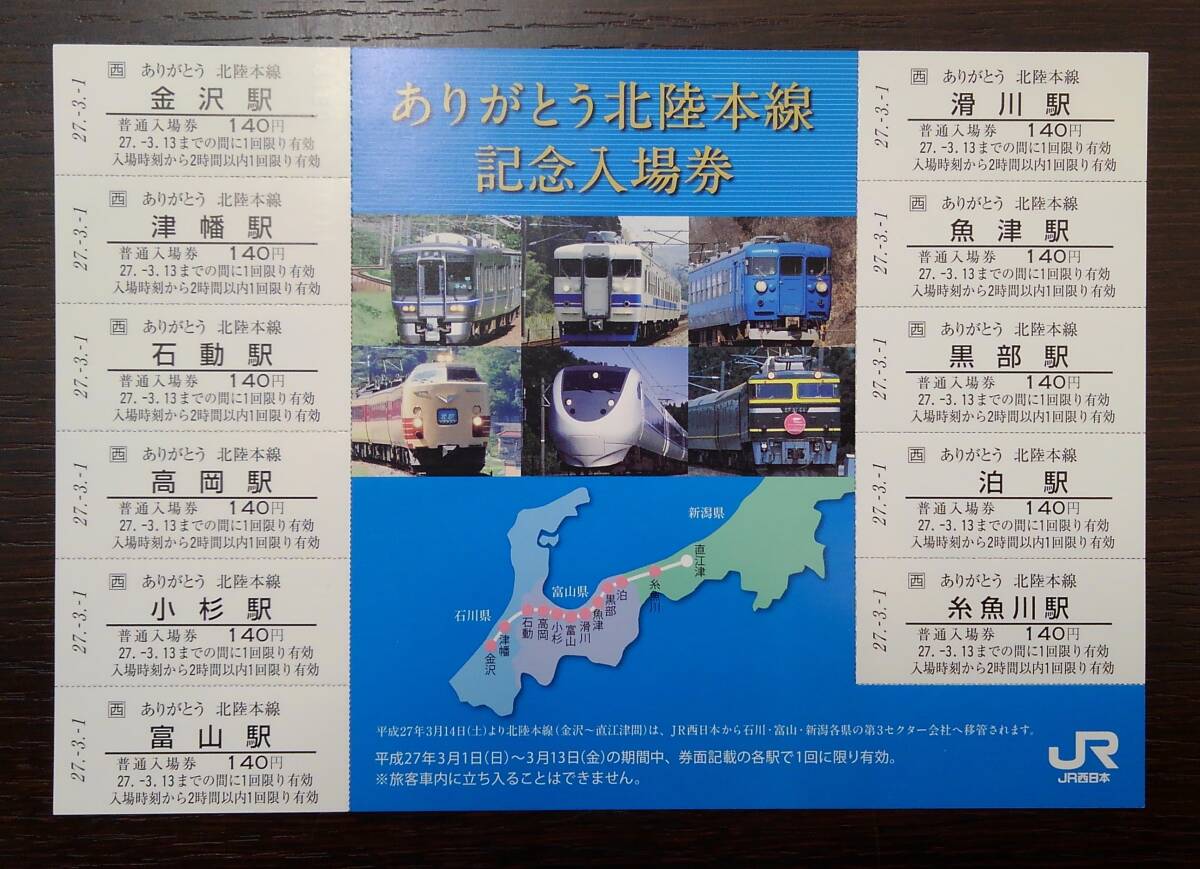 27.-3.-1
西 ありがとう 北陸本線
金沢駅
普通入場券 140円
27.-3.13までの間に1回限り有効
入場時刻から2時間以内1回限り有効
27.-3.-1
西 ありがとう 北陸本線
津幡駅
普通入場券 140円
27.-3.13までの間に1回限り有効
入場時刻から2時間以内1回限り有効
27.-3.-1
西 ありがとう 北陸本線
石動駅
普通入場券 140円
27.-3.13までの間に1回限り有効
入場時刻から2時間以内1回限り有効
27.-3.-1
西 ありがとう 北陸本線
高岡駅
普通入場券 140円
27.-3.13までの間に1回限り有効
入場時刻から2時間以内1回限り有効
27.-3.-1
西 ありがとう 北陸本線
小杉駅
普通入場券 140円
27.-3.13までの間に1回限り有効
入場時刻から2時間以内1回限り有効
27.-3.-1
西 ありがとう 北陸本線
富山駅
普通入場券 140円
27.-3.13までの間に1回限り有効
入場時刻から2時間以内1回限り有効
ありがとう北陸本線
記念入場券
石川県
富山県
新潟県
金沢
津幡
石動
高岡
小杉
富山
滑川
魚津
黒部
泊
糸魚川
直江津
平成27年3月14日(土)より北陸本線(金沢～直江津間)は、JR西日本から石川・富山・新潟各県の第3セクター会社へ移管されます。
平成27年3月1日(日)～3月13日(金)の期間中、券面記載の各駅で1回に限り有効。
※旅客車内に立ち入ることはできません。
JR
JR西日本
27.-3.-1
西 ありがとう 北陸本線
滑川駅
普通入場券 140円
27.-3.13までの間に1回限り有効
入場時刻から2時間以内1回限り有効
27.-3.-1
西 ありがとう 北陸本線
魚津駅
普通入場券 140円
27.-3.13までの間に1回限り有効
入場時刻から2時間以内1回限り有効
27.-3.-1
西 ありがとう 北陸本線
黒部駅
普通入場券 140円
27.-3.13までの間に1回限り有効
入場時刻から2時間以内1回限り有効
27.-3.-1
西 ありがとう 北陸本線
泊駅
普通入場券 140円
27.-3.13までの間に1回限り有効
入場時刻から2時間以内1回限り有効
27.-3.-1
西 ありがとう 北陸本線
糸魚川駅
普通入場券 140円
27.-3.13までの間に1回限り有効
入場時刻から2時間以内1回限り有効